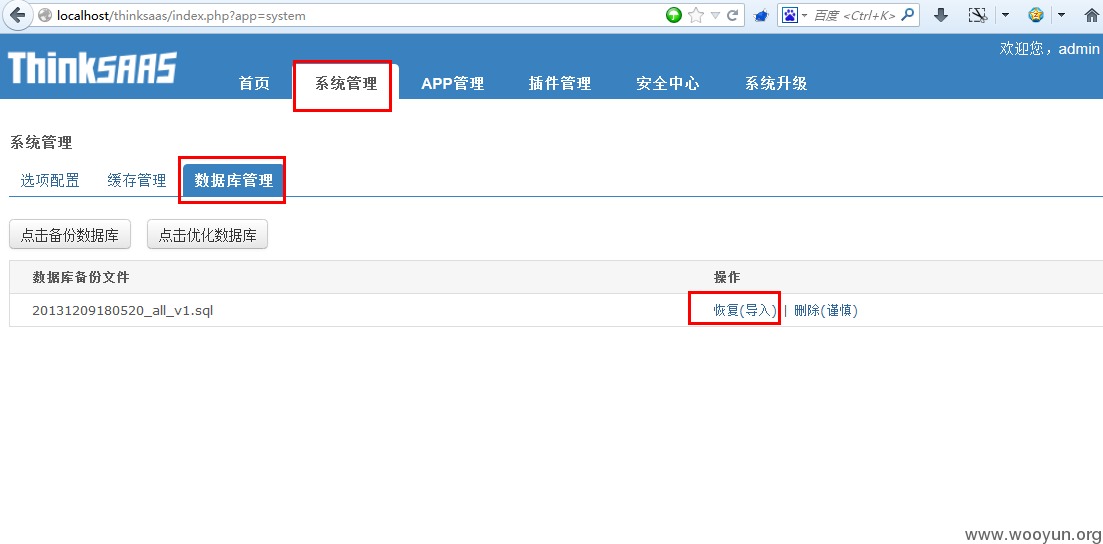 localhost/thinksaas/index.php?app=system
百度 <Ctrl+K>
欢迎您，admin
ThinkSAAS
首页 系统管理 APP管理 插件管理 安全中心 系统升级
系统管理
选项配置 缓存管理 数据库管理
点击备份数据库 点击优化数据库
数据库备份文件 操作
20131209180520_all_v1.sql 恢复(导入) | 删除(谨慎)
www.wooyun.org